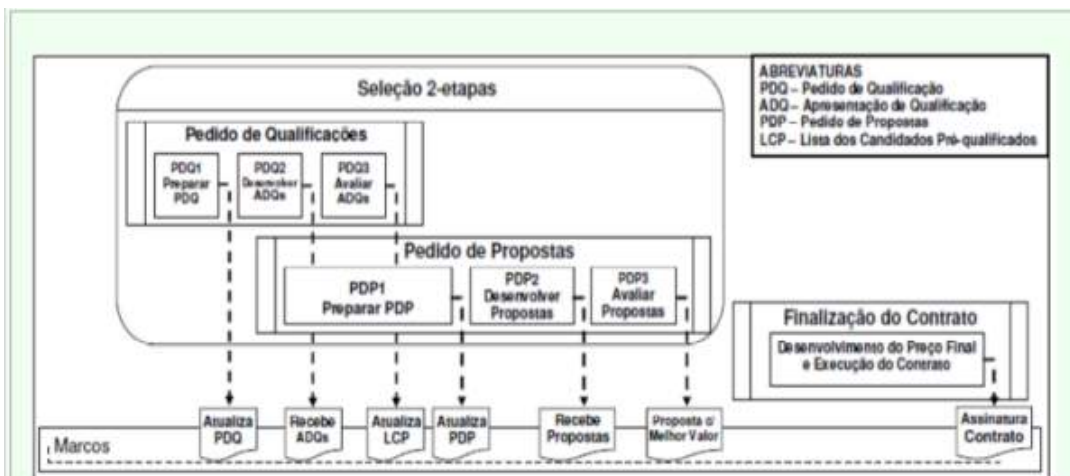 Seleção 2-etapas
ABREVIATURAS
PDQ – Pedido de Qualificação
ADQ – Apresentação de Qualificação
PDP – Pedido de Propostas
LCP – Lista dos Candidados Pré-qualificados
Pedido de Qualificações
PDQ1
Preparar
PDQ
PDQ2
Desenvolver
ADQs
PDQ3
Avaliar
ADQs
Pedido de Propostas
PDP1
Preparar PDP
PDP2
Desenvolver
Propostas
PDP3
Avaliar
Propostas
Finalização do Contrato
Desenvolvimento do Preço Final
e Execução do Contrato
Marcos
Atualiza
PDQ
Recebe
ADQs
Atualiza
LCP
Atualiza
PDP
Recebe
Propostas
Proposta c/
Melhor Valor
Assinatura
Contrato